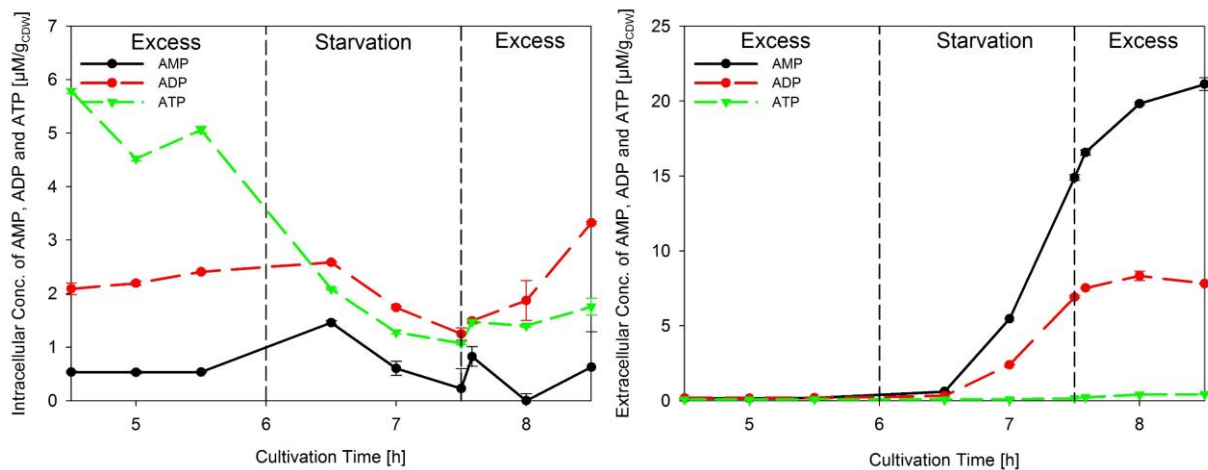 Intracellular Conc. of AMP, ADP and ATP [µM/gCDW]
7
6
5
4
3
2
1
0
Excess
Starvation
Excess
AMP
ADP
ATP
5
6
7
8
Cultivation Time [h]
Extracellular Conc. of AMP, ADP and ATP [µM/gCDW]
25
20
15
10
5
0
Excess
Starvation
Excess
AMP
ADP
ATP
5
6
7
8
Cultivation Time [h]